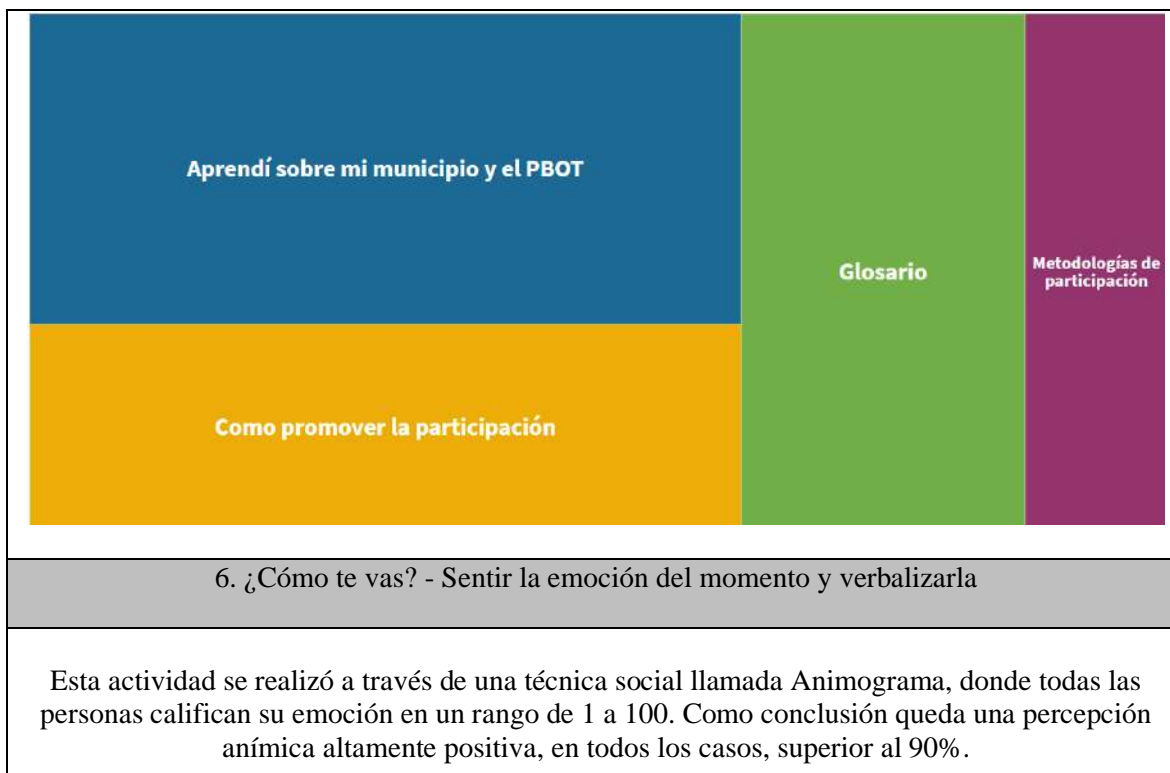 Aprendí sobre mi municipio y el PBOT
Como promover la participación
Glosario
Metodologías de
participación
6. ¿Cómo te vas? - Sentir la emoción del momento y verbalizarla
Esta actividad se realizó a través de una técnica social llamada Animograma, donde todas las
personas califican su emoción en un rango de 1 a 100. Como conclusión queda una percepción
anímica altamente positiva, en todos los casos, superior al 90%.